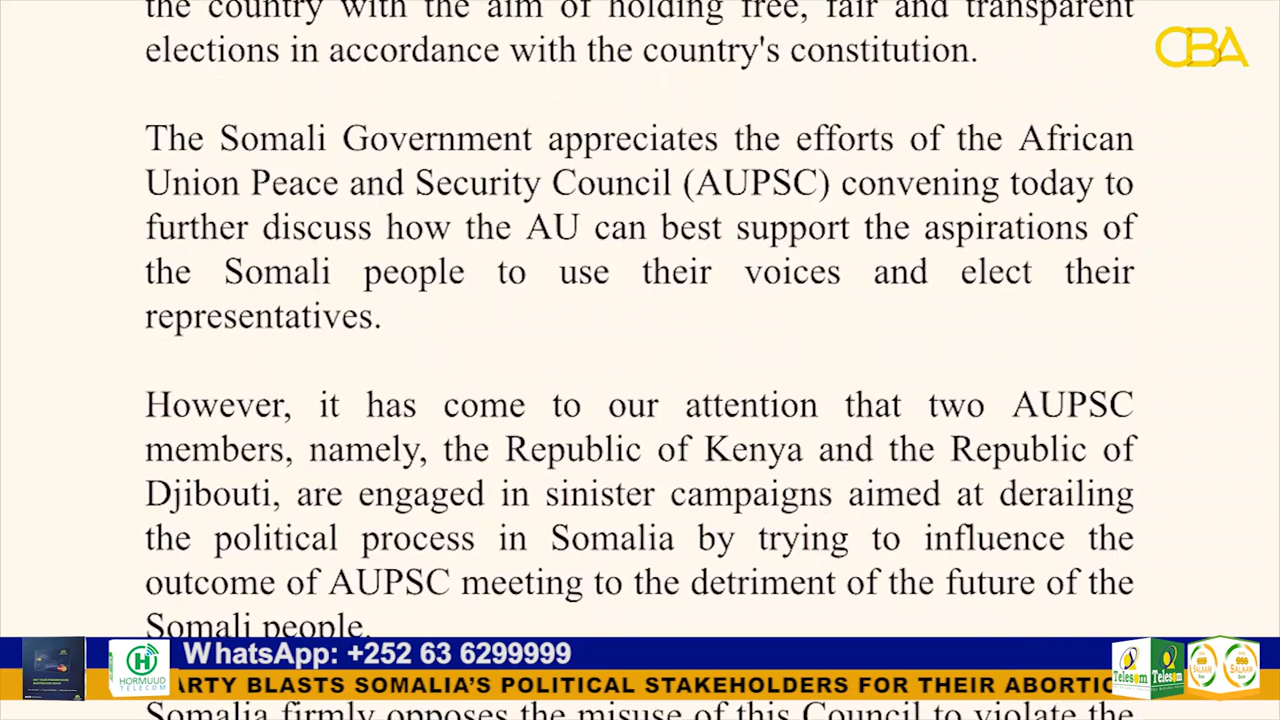 the country with the aim of holding free, fair and transparent
elections in accordance with the country's constitution.
CBA
The Somali Government appreciates the efforts of the African
Union Peace and Security Council (AUPSC) convening today to
further discuss how the AU can best support the aspirations of
the Somali people to use their voices and elect their
representatives.
However, it has come to our attention that two AUPSC
members, namely, the Republic of Kenya and the Republic of
Djibouti, are engaged in sinister campaigns aimed at derailing
the political process in Somalia by trying to influence the
outcome of AUPSC meeting to the detriment of the future of the
Somali people.
WhatsApp: +252 63 6299999
HORMUUD
TELECOM
ARTY BLASTS SOMALIA'S POLITICAL STAKEHOLDERS FOR THEIR ABORTIO
Telesom
Telesom
SALAAM
SALAAM
Somalia firmly opposes the misuse of this Council to violate the